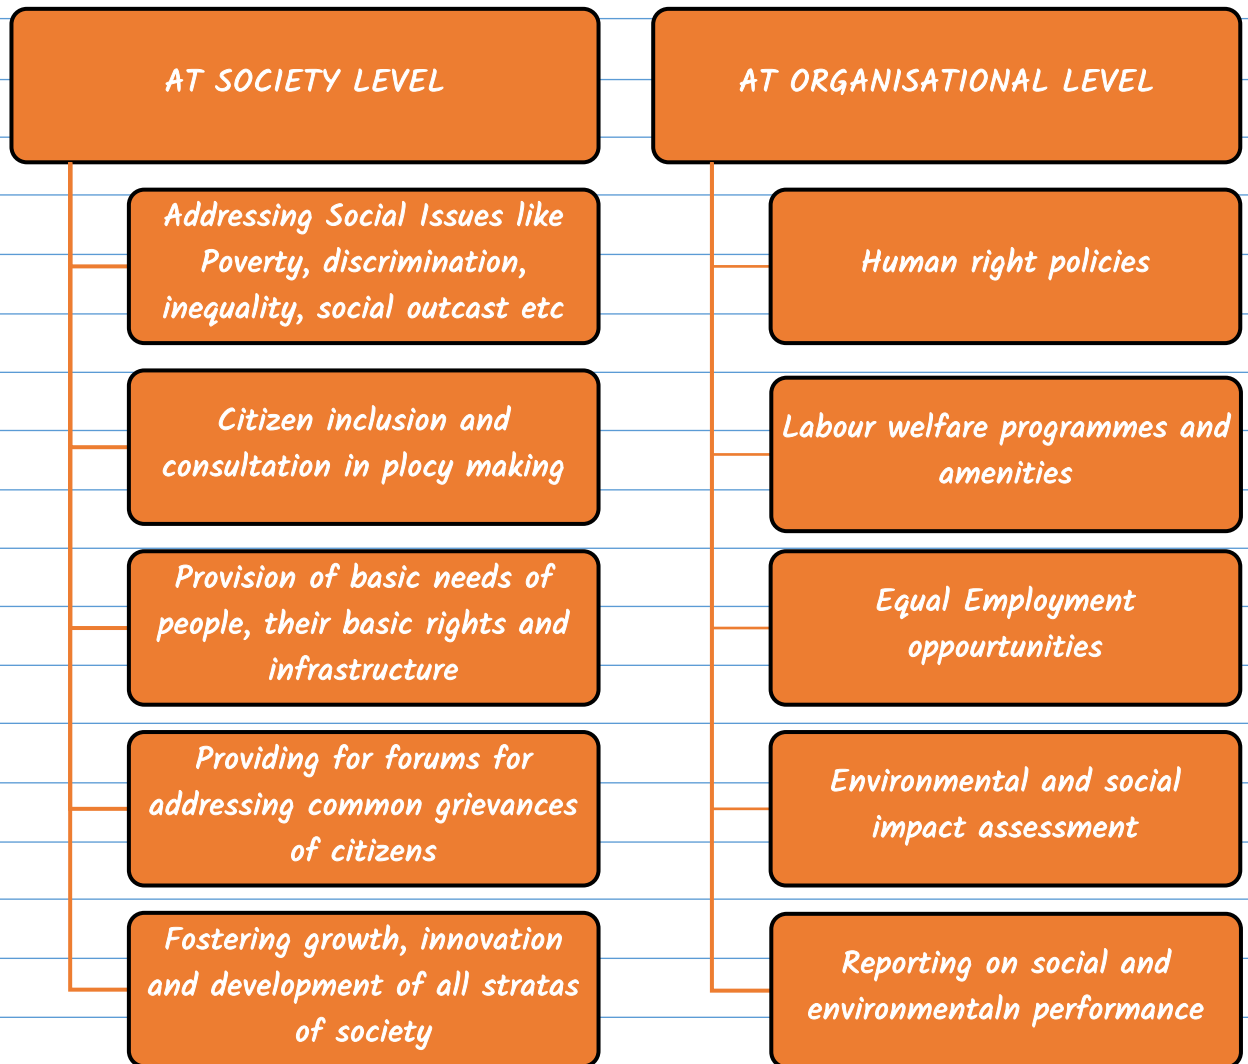 AT SOCIETY LEVEL
Addressing Social Issues like
Poverty, discrimination,
inequality, social outcast etc
Citizen inclusion and
consultation in plocy making
Provision of basic needs of
people, their basic rights and
infrastructure
Providing for forums for
addressing common grievances
of citizens
Fostering growth, innovation
and development of all stratas
of society
AT ORGANISATIONAL LEVEL
Human right policies
Labour welfare programmes and
amenities
Equal Employment
oppourtunities
Environmental and social
impact assessment
Reporting on social and
environmentaln performance